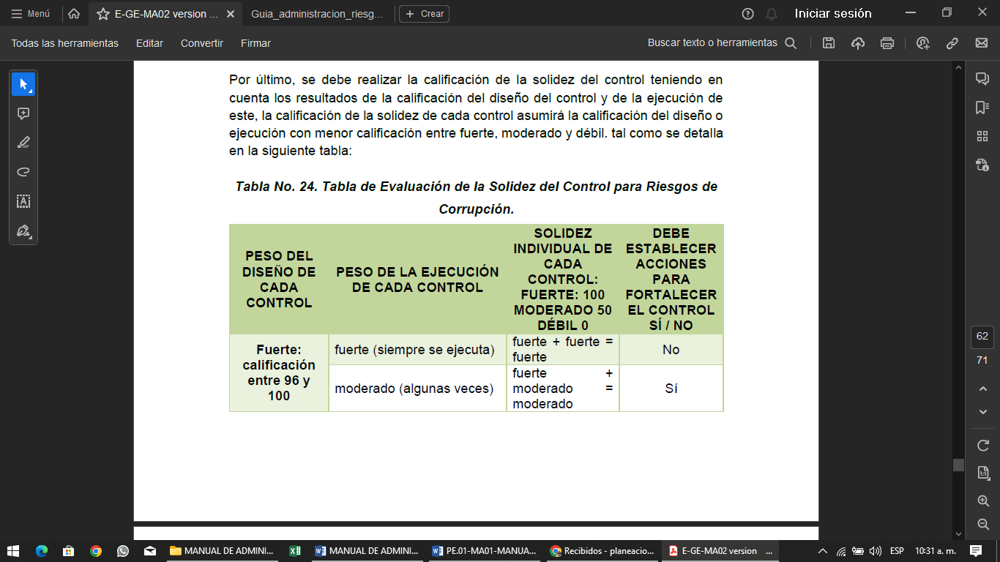 Menú
E-GE-MA02 version ...
Guia_administracion_riesg...
Crear
Iniciar sesión
Todas las herramientas
Editar
Convertir
Firmar
Buscar texto o herramientas
Por último, se debe realizar la calificación de la solidez del control teniendo en
cuenta los resultados de la calificación del diseño del control y de la ejecución de
este, la calificación de la solidez de cada control asumirá la calificación del diseño o
ejecución con menor calificación entre fuerte, moderado y débil. tal como se detalla
en la siguiente tabla:
Tabla No. 24. Tabla de Evaluación de la Solidez del Control para Riesgos de
Corrupción.
PESO DEL
DISEÑO DE
CADA
CONTROL
PESO DE LA EJECUCIÓN
DE CADA CONTROL
SOLIDEZ
INDIVIDUAL DE
CADA
CONTROL:
FUERTE: 100
MODERADO 50
DÉBIL 0
DEBE
ESTABLECER
ACCIONES
PARA
FORTALECER
EL CONTROL
SÍ / NO
Fuerte:
calificación
entre 96 y
100
fuerte (siempre se ejecuta)
fuerte + fuerte =
fuerte
No
moderado (algunas veces)
fuerte +
moderado =
moderado
Sí
62
71
1:1
MANUAL DE ADMINI...
MANUAL DE ADMINI...
PE.01-MA01-MANUA...
Recibidos - planeacio...
E-GE-MA02 version ...
ESP
10:31 a. m.